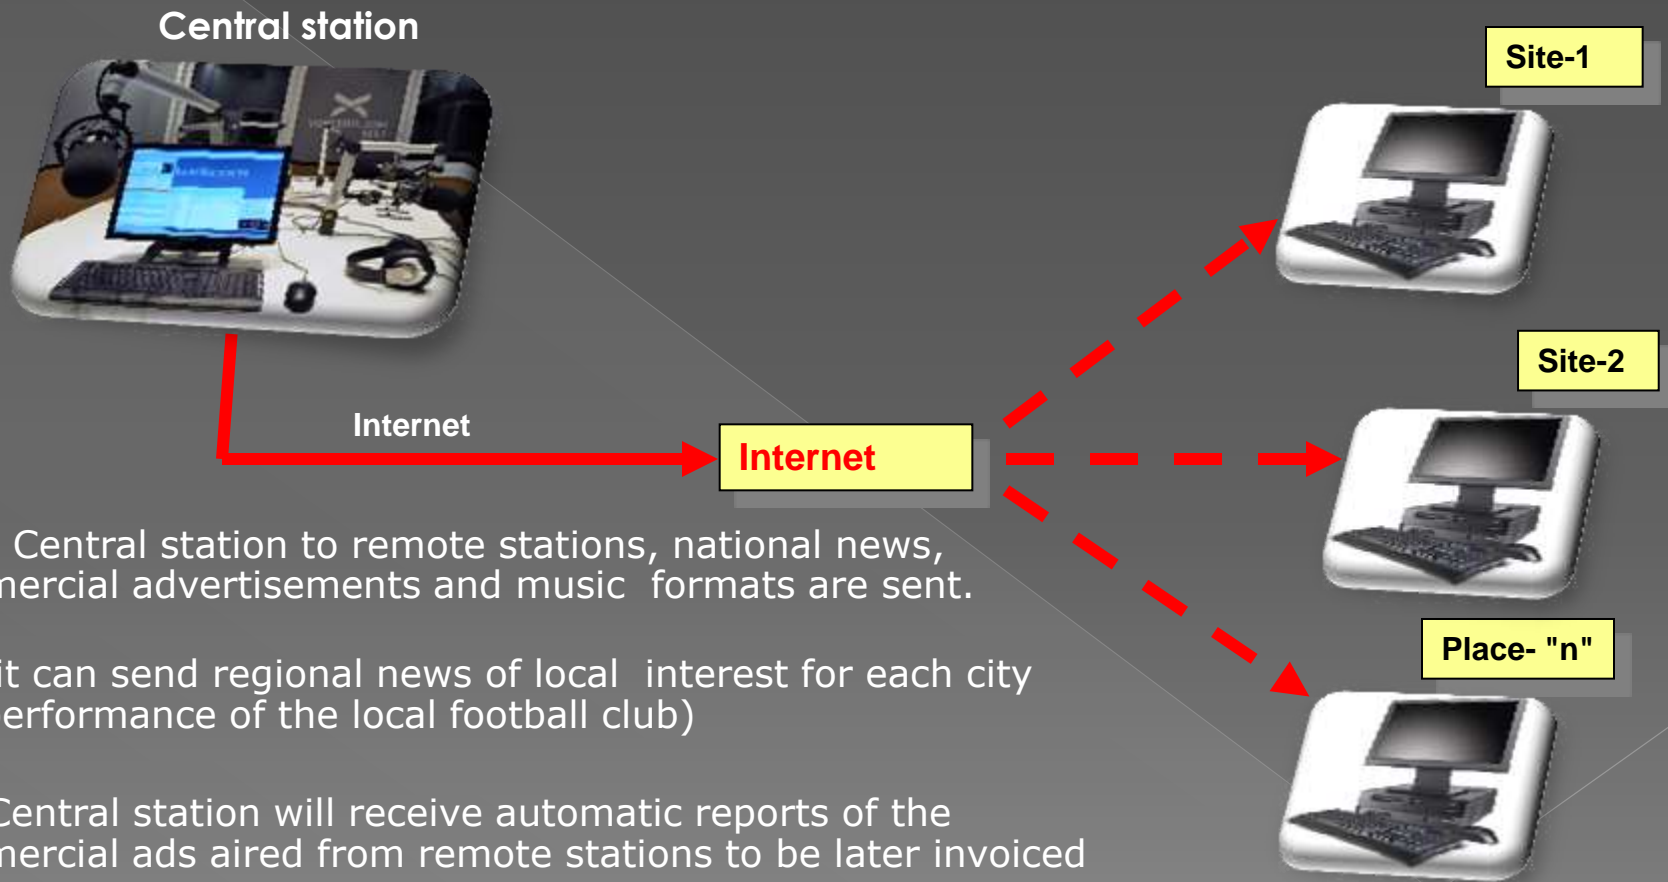 Central station
Site-1
Site-2
Internet
Internet
Central station to remote stations, national news,
mercial advertisements and music formats are sent.
Place- "n"
it can send regional news of local interest for each city
erformance of the local football club)
Central station will receive automatic reports of the
mercial ads aired from remote stations to be later invoiced